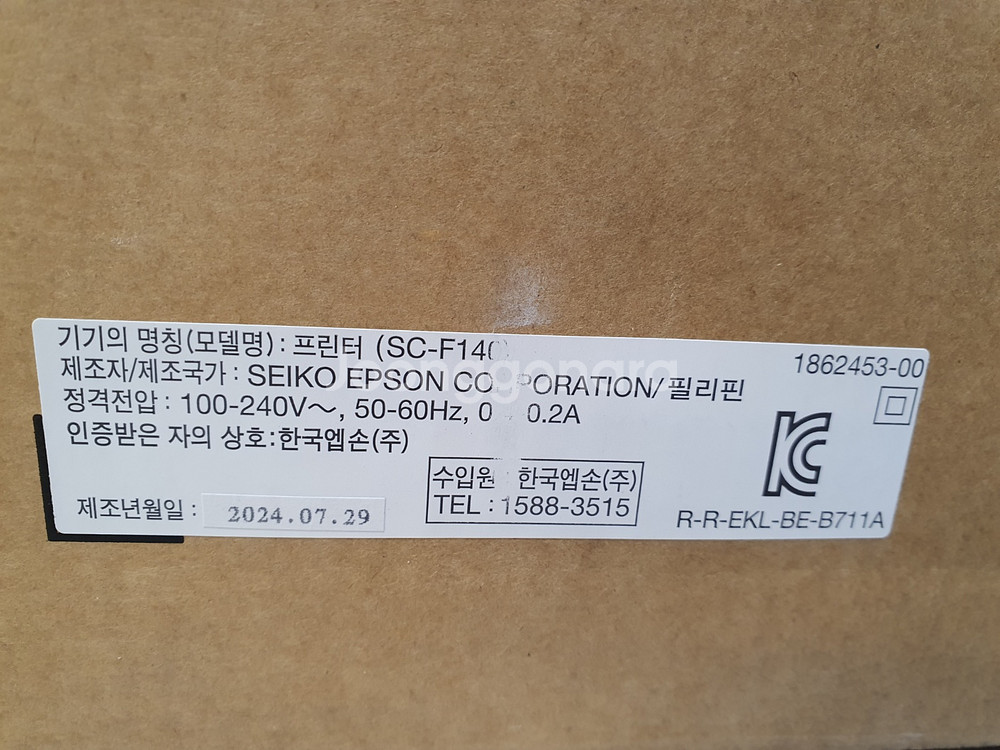 기기의 명칭(모델명) : 프린터 (SC-F140)
제조자/제조국가 : SEIKO EPSON CO PORATION/필리핀
정격전압 : 100-240V～, 50-60Hz, 0 0.2A
인증받은 자의 상호:한국엡손(주)
제조년월일 : 2024.07.29
수입원 : 한국엡손(주)
TEL : 1588-3515
1862453-00
R-R-EKL-BE-B711A
Joonggonara